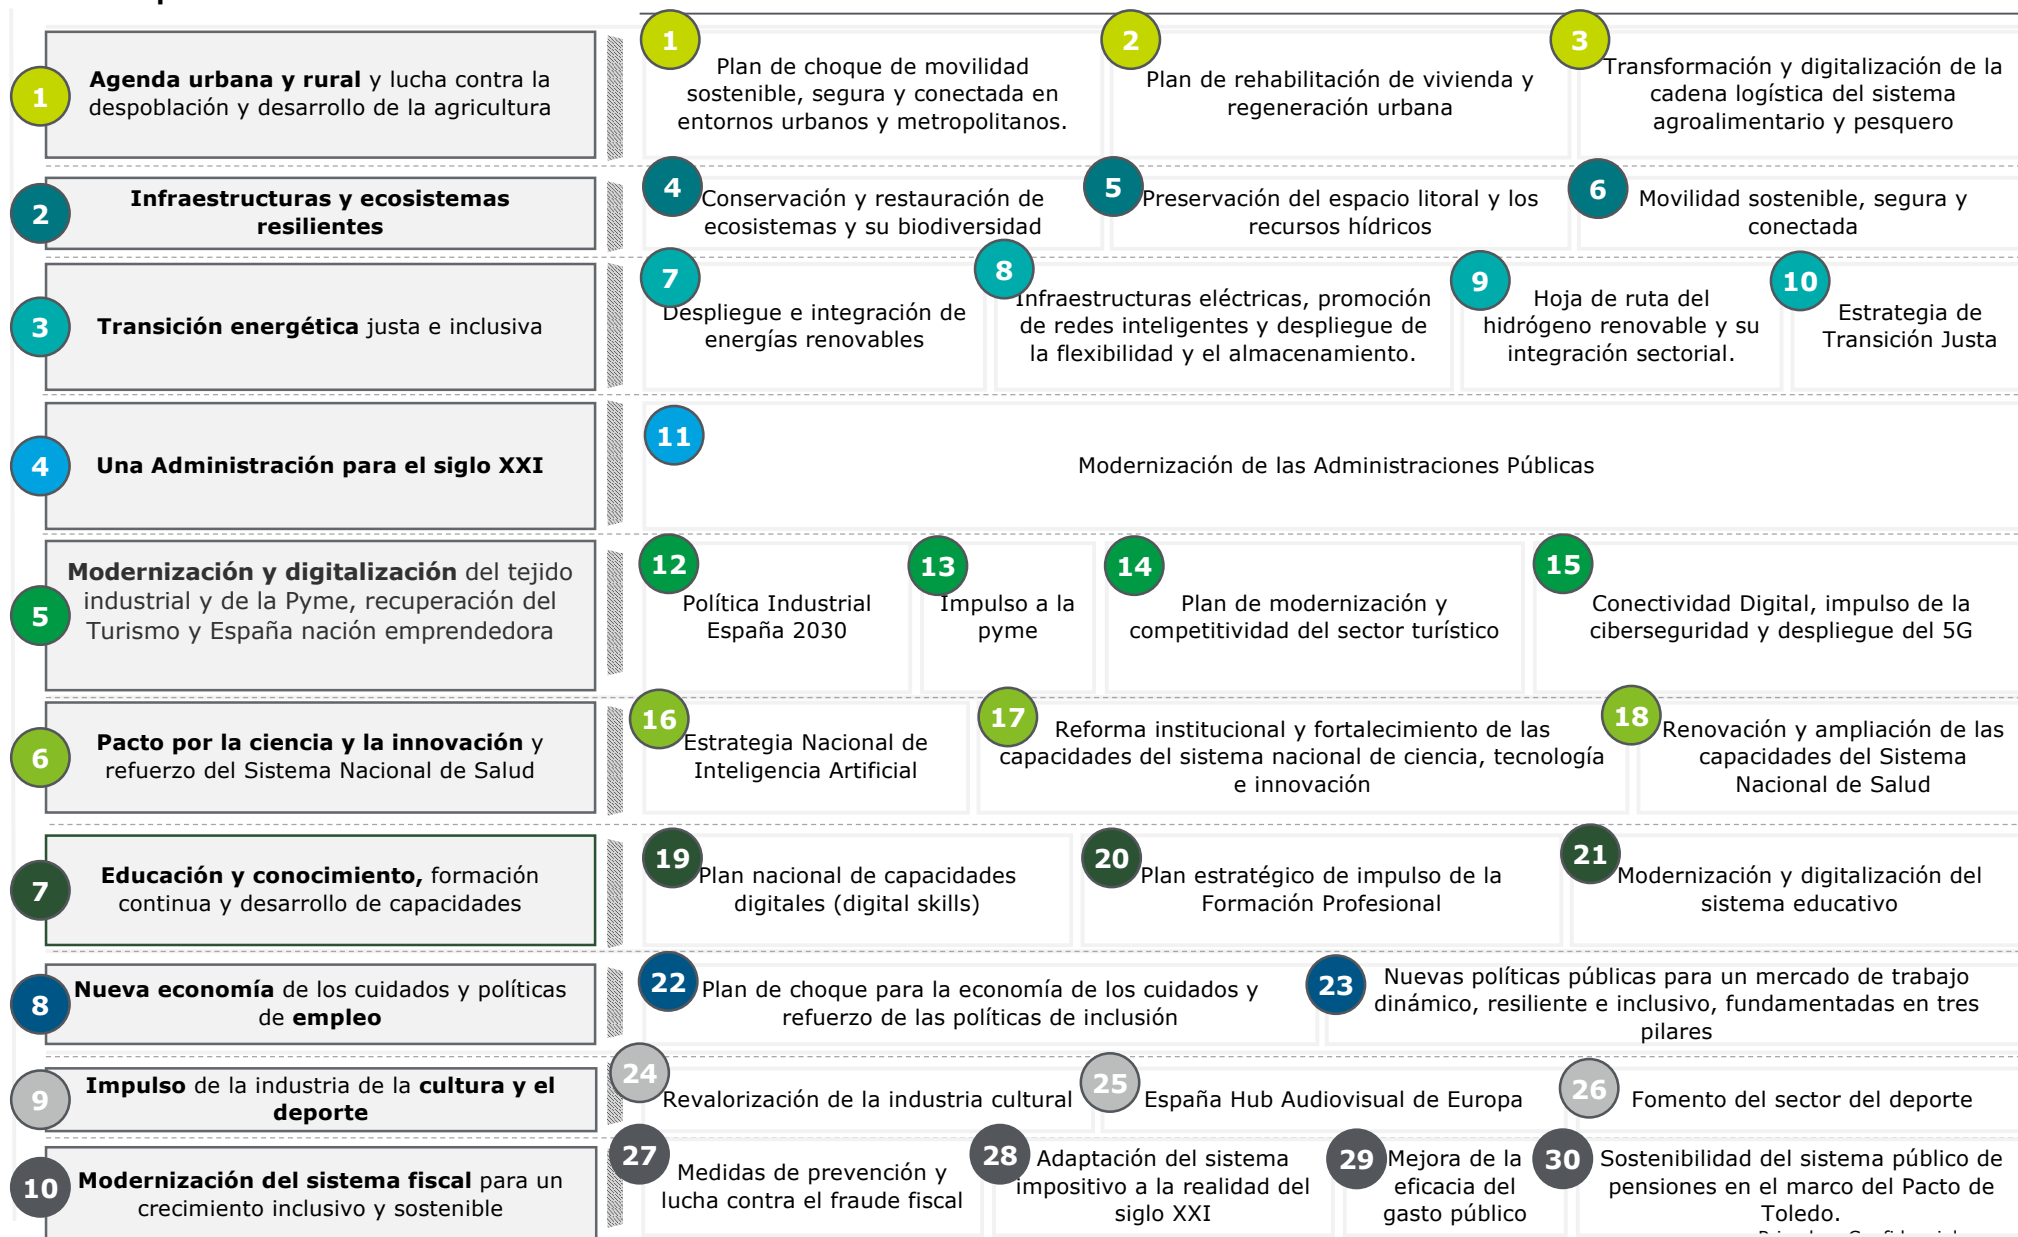 1
Agenda urbana y rural y lucha contra la
despoblación y desarrollo de la agricultura
1
Plan de choque de movilidad
sostenible, segura y conectada en
entornos urbanos y metropolitanos.
2
Plan de rehabilitación de vivienda y
regeneración urbana
3
Transformación y digitalización de la
cadena logística del sistema
agroalimentario y pesquero
2
Infraestructuras y ecosistemas
resilientes
4
Conservación y restauración de
ecosistemas y su biodiversidad
5
Preservación del espacio litoral y los
recursos hídricos
6
Movilidad sostenible, segura y
conectada
3
Transición energética justa e inclusiva
7
Despliegue e integración de
energías renovables
8
Infraestructuras eléctricas, promoción
de redes inteligentes y despliegue de
la flexibilidad y el almacenamiento.
9
Hoja de ruta del
hidrógeno renovable y su
integración sectorial.
10
Estrategia de
Transición Justa
4
Una Administración para el siglo XXI
11
Modernización de las Administraciones Públicas
5
Modernización y digitalización del tejido
industrial y de la Pyme, recuperación del
Turismo y España nación emprendedora
12
Política Industrial
España 2030
13
Impulso a la
pyme
14
Plan de modernización y
competitividad del sector turístico
15
Conectividad Digital, impulso de la
ciberseguridad y despliegue del 5G
6
Pacto por la ciencia y la innovación y
refuerzo del Sistema Nacional de Salud
16
Estrategia Nacional de
Inteligencia Artificial
17
Reforma institucional y fortalecimiento de las
capacidades del sistema nacional de ciencia, tecnología
e innovación
18
Renovación y ampliación de las
capacidades del Sistema
Nacional de Salud
7
Educación y conocimiento, formación
continua y desarrollo de capacidades
19
Plan nacional de capacidades
digitales (digital skills)
20
Plan estratégico de impulso de la
Formación Profesional
21
Modernización y digitalización del
sistema educativo
8
Nueva economía de los cuidados y políticas
de empleo
22
Plan de choque para la economía de los cuidados y
refuerzo de las políticas de inclusión
23
Nuevas políticas públicas para un mercado de trabajo
dinámico, resiliente e inclusivo, fundamentadas en tres
pilares
9
Impulso de la industria de la cultura y el
deporte
24
Revalorización de la industria cultural
25
España Hub Audiovisual de Europa
26
Fomento del sector del deporte
10
Modernización del sistema fiscal para un
crecimiento inclusivo y sostenible
27
Medidas de prevención y
lucha contra el fraude fiscal
28
Adaptación del sistema
impositivo a la realidad del
siglo XXI
29
Mejora de la
eficacia del
gasto público
30
Sostenibilidad del sistema público de
pensiones en el marco del Pacto de
Toledo.